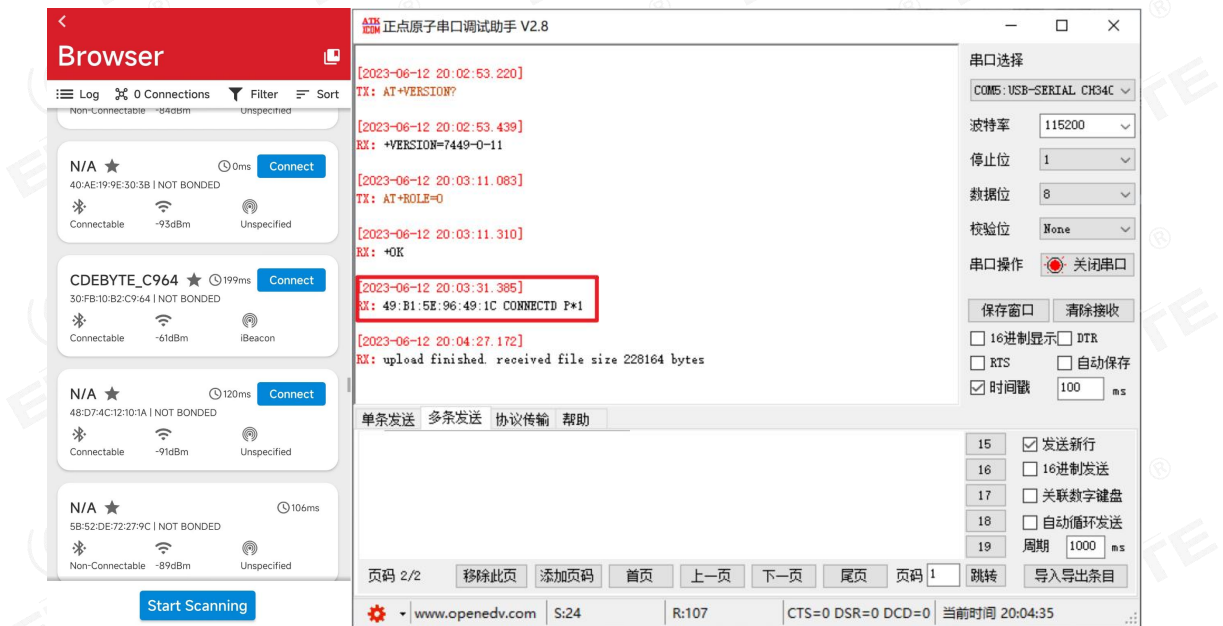 Browser
Log
0 Connections
Filter
Sort
Non-Connectable -84dBm Unspecified
N/A 0ms Connect
40:AE:19:9E:30:3B | NOT BONDED
Connectable -93dBm Unspecified
CDEBYTE_C964 199ms Connect
30:FB:10:B2:C9:64 | NOT BONDED
Connectable -61dBm iBeacon
N/A 120ms Connect
48:D7:4C:12:10:1A | NOT BONDED
Connectable -91dBm Unspecified
N/A 106ms
5B:52:DE:72:27:9C | NOT BONDED
Non-Connectable -89dBm Unspecified
Start Scanning
ATK XCOM 正点原子串口调试助手 V2.8
[2023-06-12 20:02:53.220]
TX: AT+VERSION?
[2023-06-12 20:02:53.439]
RX: +VERSION=7449-0-11
[2023-06-12 20:03:11.083]
TX: AT+ROLE=0
[2023-06-12 20:03:11.310]
RX: +OK
[2023-06-12 20:03:31.385]
RX: 49:B1:5E:96:49:1C CONNECTD P*1
[2023-06-12 20:04:27.172]
RX: upload finished. received file size 228164 bytes
串口选择
COM5:USB-SERIAL CH34C
波特率 115200
停止位 1
数据位 8
校验位 None
串口操作 关闭串口
保存窗口 清除接收
16进制显示 DTR
RTS 自动保存
时间戳 100 ms
单条发送 多条发送 协议传输 帮助
15 发送新行
16 16进制发送
17 关联数字键盘
18 自动循环发送
19 周期 1000 ms
页码 2/2 移除此页 添加页码 首页 上一页 下一页 尾页 页码 1 跳转 导入导出条目
www.openedv.com S:24 R:107 CTS=0 DSR=0 DCD=0 当前时间 20:04:35